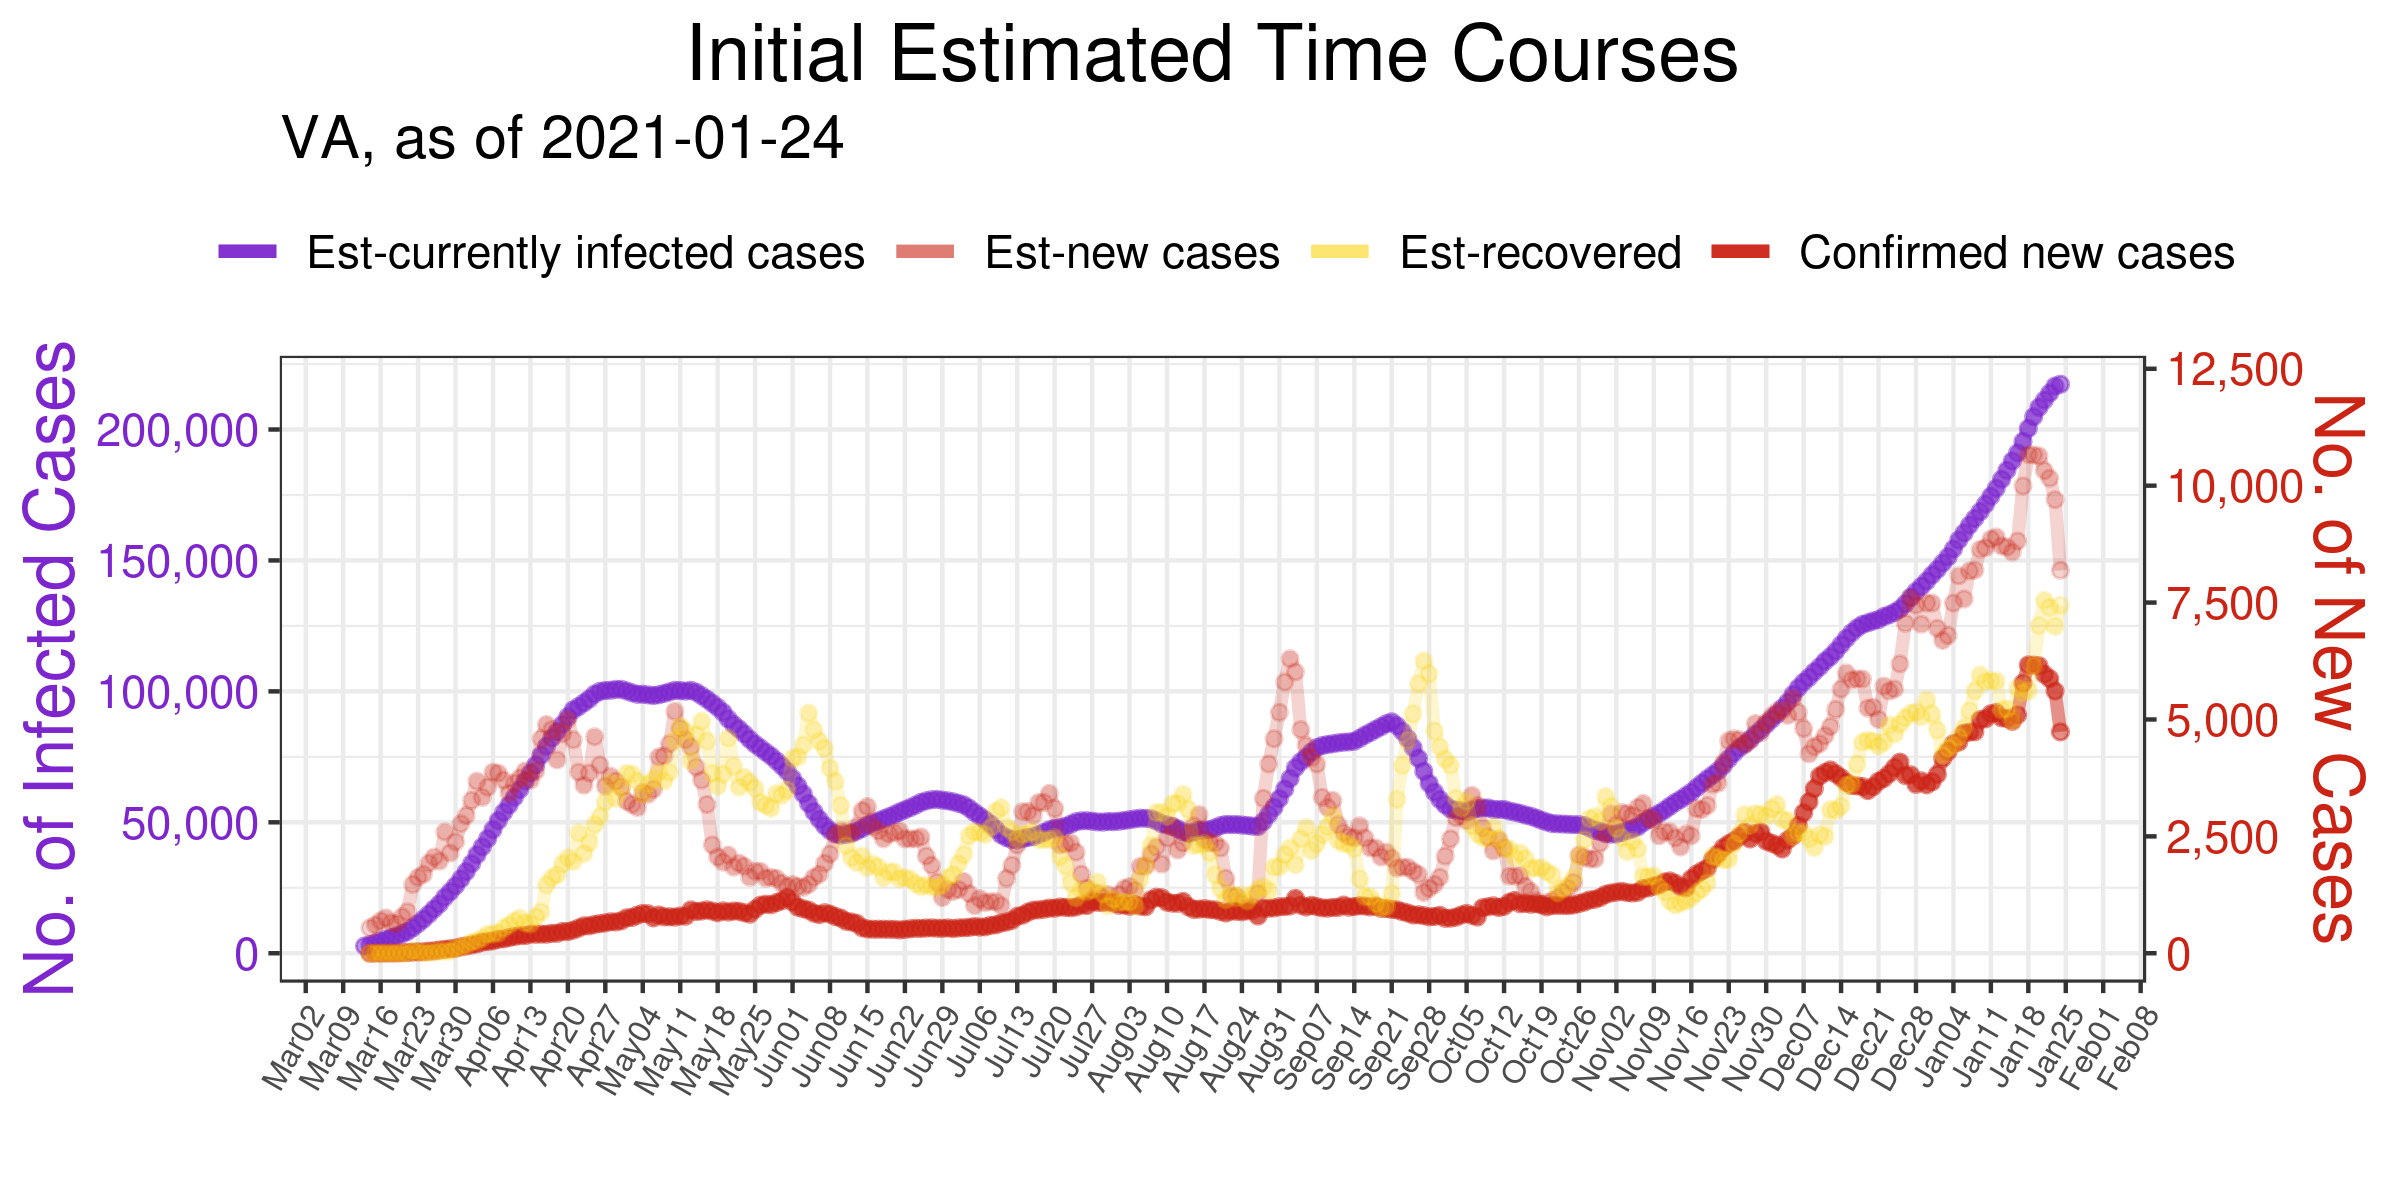 Initial Estimated Time Courses
VA, as of 2021-01-24
Est-currently infected cases
Est-new cases
Est-recovered
Confirmed new cases
No. of Infected Cases
200,000
150,000
100,000
50,000
0
12,500
10,000
7,500
5,000
2,500
0
No. of New Cases
Mar02
Mar09
Mar16
Mar23
Mar30
Apr06
Apr13
Apr20
Apr27
May04
May11
May18
May25
Jun01
Jun08
Jun15
Jun22
Jun29
Jul06
Jul13
Jul20
Jul27
Aug03
Aug10
Aug17
Aug24
Aug31
Sep07
Sep14
Sep21
Sep28
Oct05
Oct12
Oct19
Oct26
Nov02
Nov09
Nov16
Nov23
Nov30
Dec07
Dec14
Dec21
Dec28
Jan04
Jan11
Jan18
Jan25
Feb01
Feb08